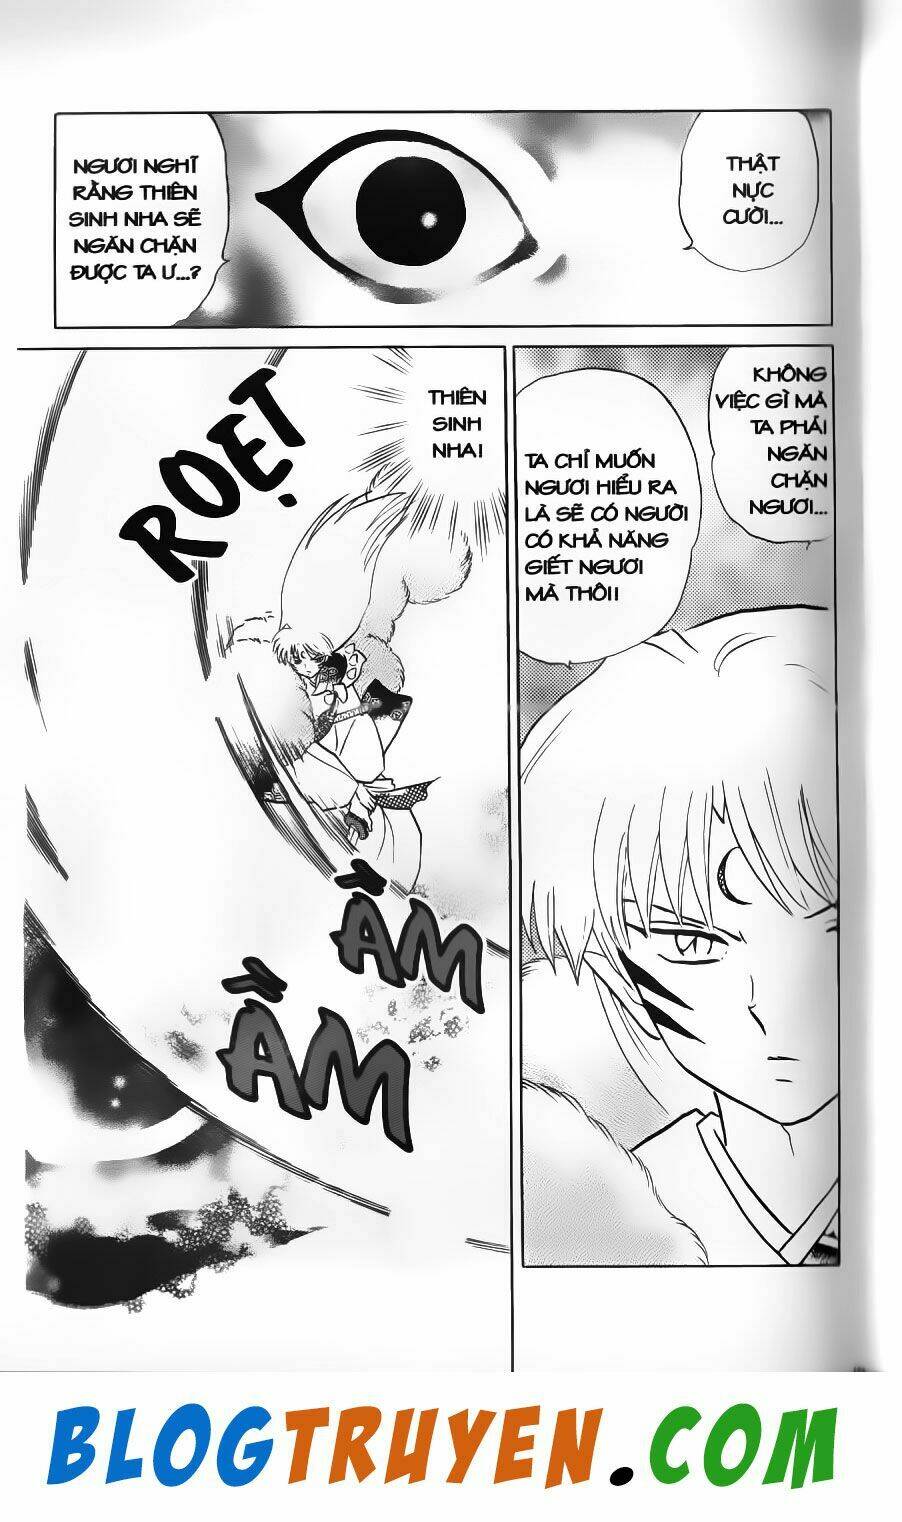 THẬT
NỰC
CƯỜI...
NGƯƠI NGHĨ
RẰNG THIÊN
SINH NHA SẼ
NGĂN CHẶN
ĐƯỢC TA Ư...?
KHÔNG
VIỆC GÌ MÀ
TA PHẢI
NGĂN
CHẶN
NGƯƠI...
TA CHỈ MUỐN
NGƯƠI HIỂU RA
LÀ SẼ CÓ NGƯỜI
CÓ KHẢ NĂNG
GIẾT NGƯƠI
MÀ THÔI!
THIÊN
SINH
NHA!
ROẸT
ẦM
ẦM
BLOGTRUYEN.COM